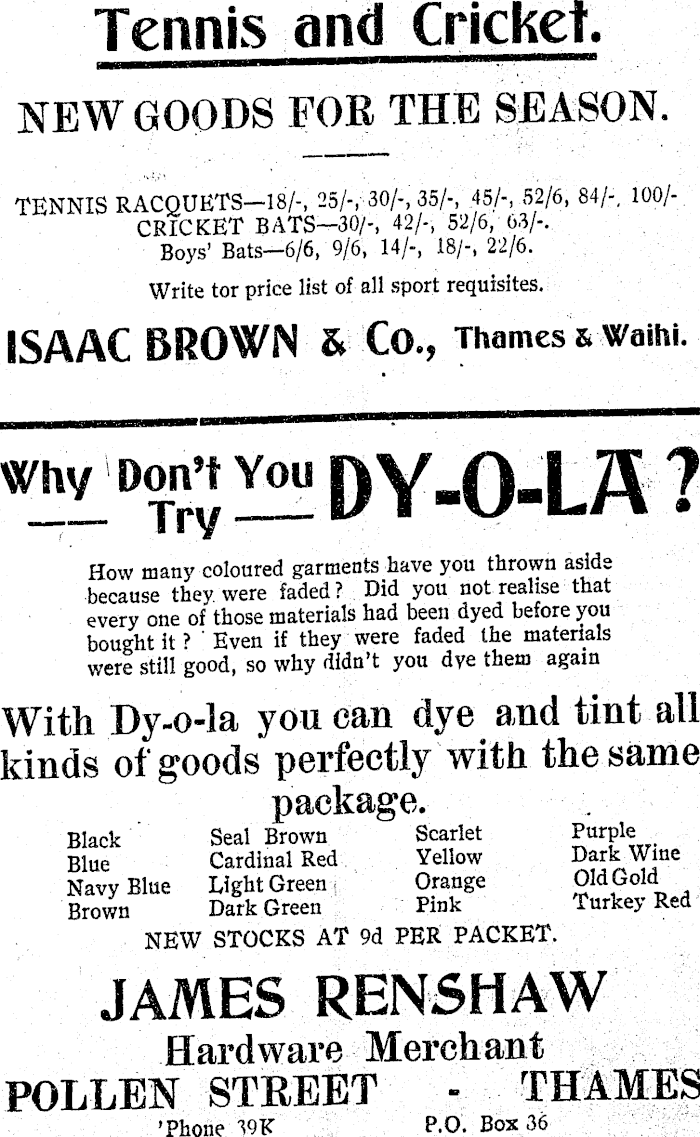 Tennis and Cricket.
NEW GOODS FOR THE SEASON.
TENNIS RACQUETS—18/-, 25/-, 30/-, 35/-, 45/-, 52/6, 84/-, 100/-
CRICKET BATS—30/-, 42/-, 52/6, 63/-.
Boys' Bats—6/6, 9/6, 14/-, 18/-, 22/6.
Write tor price list of all sport requisites.
ISAAC BROWN & Co., Thames & Waihi.
Why Don't You DY-O-LA ?
— Try —
How many coloured garments have you thrown aside
because they were faded? Did you not realise that
every one of those materials had been dyed before you
bought it? Even if they were faded the materials
were still good, so why didn't you dye them again
With Dy-o-la you can dye and tint all
kinds of goods perfectly with the same
package.
Black Seal Brown Scarlet Purple
Blue Cardinal Red Yellow Dark Wine
Navy Blue Light Green Orange Old Gold
Brown Dark Green Pink Turkey Red
NEW STOCKS AT 9d PER PACKET.
JAMES RENSHAW
Hardware Merchant
POLLEN STREET - THAMES
'Phone 39K P.O. Box 36